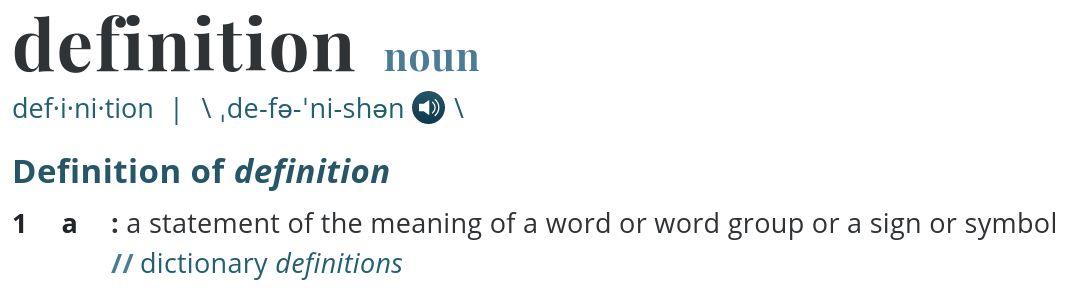 definition noun
def·i·ni·tion | \ ˌde-fə-ˈni-shən \
Definition of definition
1 a : a statement of the meaning of a word or word group or a sign or symbol
// dictionary definitions